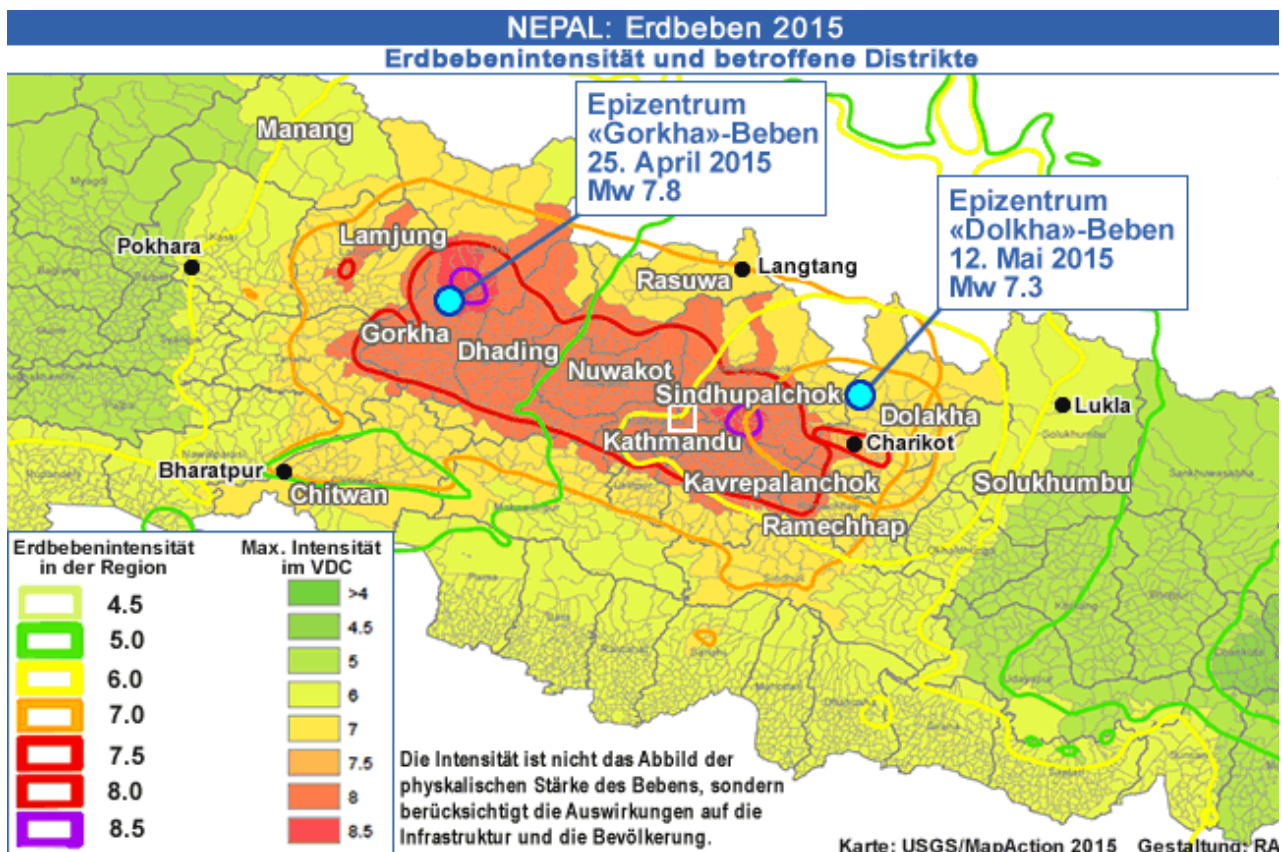 NEPAL: Erdbeben 2015
Erdbebenintensität und betroffene Distrikte
Epizentrum
«Gorkha»-Beben
25. April 2015
Mw 7.8
Epizentrum
«Dolkha»-Beben
12. Mai 2015
Mw 7.3
Manang
Pokhara
Lamjung
Rasuwa
Langtang
Gorkha
Dhading
Nuwakot
Sindhupalchok
Dolakha
Lukla
Kathmandu
Charikot
Bharatpur
Chitwan
Kavrepalanchok
Solukhumbu
Ramechhap
Erdbebenintensität
in der Region
4.5
5.0
6.0
7.0
7.5
8.0
8.5
Max. Intensität
im VDC
>4
4.5
5
6
7
7.5
8
8.5
Die Intensität ist nicht das Abbild der
physkalischen Stärke des Bebens, sondern
berücksichtigt die Auswirkungen auf die
Infrastruktur und die Bevölkerung.
Karte: USGS/MapAction 2015 Gestaltung: RA